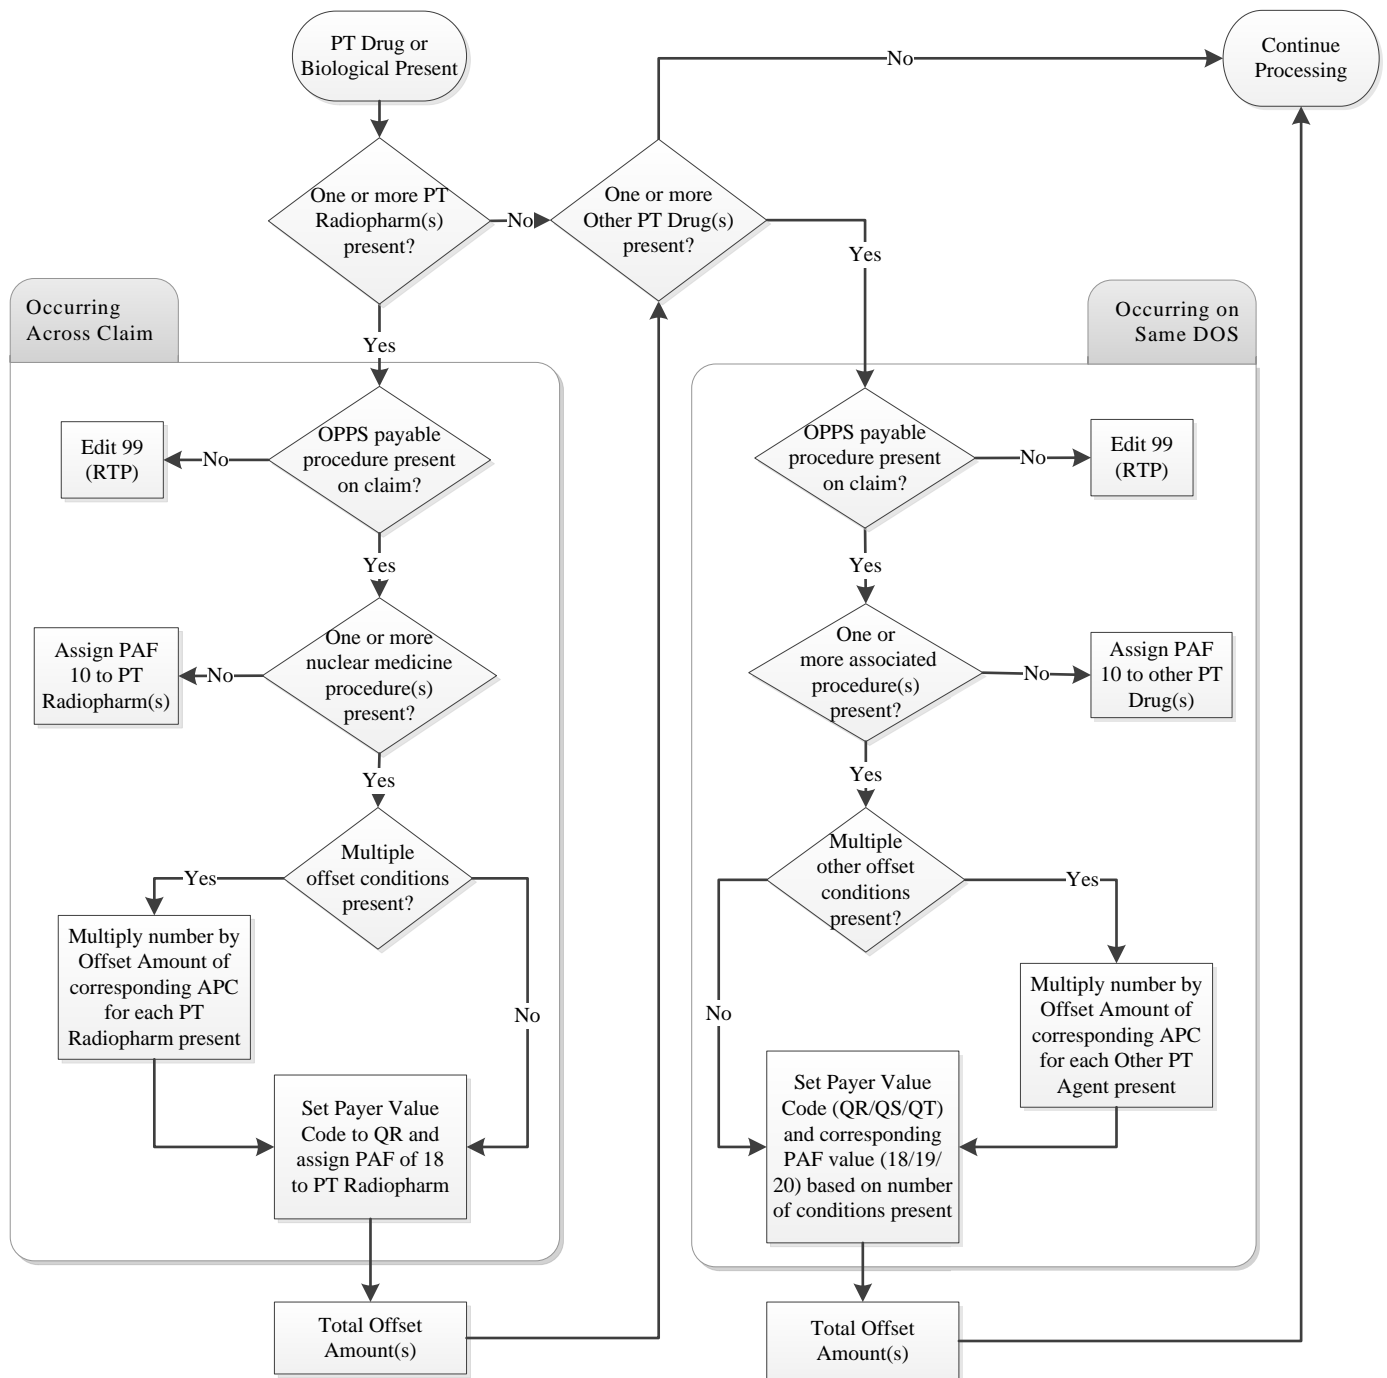 PT Drug or
Biological Present
No
Continue
Processing
One or more PT
Radiopharm(s)
present?
No
One or more
Other PT Drug(s)
present?
Yes
Occurring
Across Claim
Yes
Occurring on
Same DOS
OPPS payable
procedure present
on claim?
No
Edit 99
(RTP)
Yes
One or more
nuclear medicine
procedure(s)
present?
No
Assign PAF
10 to PT
Radiopharm(s)
Yes
Multiple
offset conditions
present?
Yes
Multiply number by
Offset Amount of
corresponding APC
for each PT
Radiopharm present
No
Set Payer Value
Code to QR and
assign PAF of 18
to PT Radiopharm
Total Offset
Amount(s)
OPPS payable
procedure present
on claim?
No
Edit 99
(RTP)
Yes
One or
more associated
procedure(s)
present?
No
Assign PAF
10 to other PT
Drug(s)
Yes
Multiple
other offset
conditions
present?
Yes
Multiply number by
Offset Amount of
corresponding APC
for each Other PT
Agent present
No
Set Payer Value
Code (QR/QS/QT)
and corresponding
PAF value (18/19/
20) based on number
of conditions present
Total Offset
Amount(s)